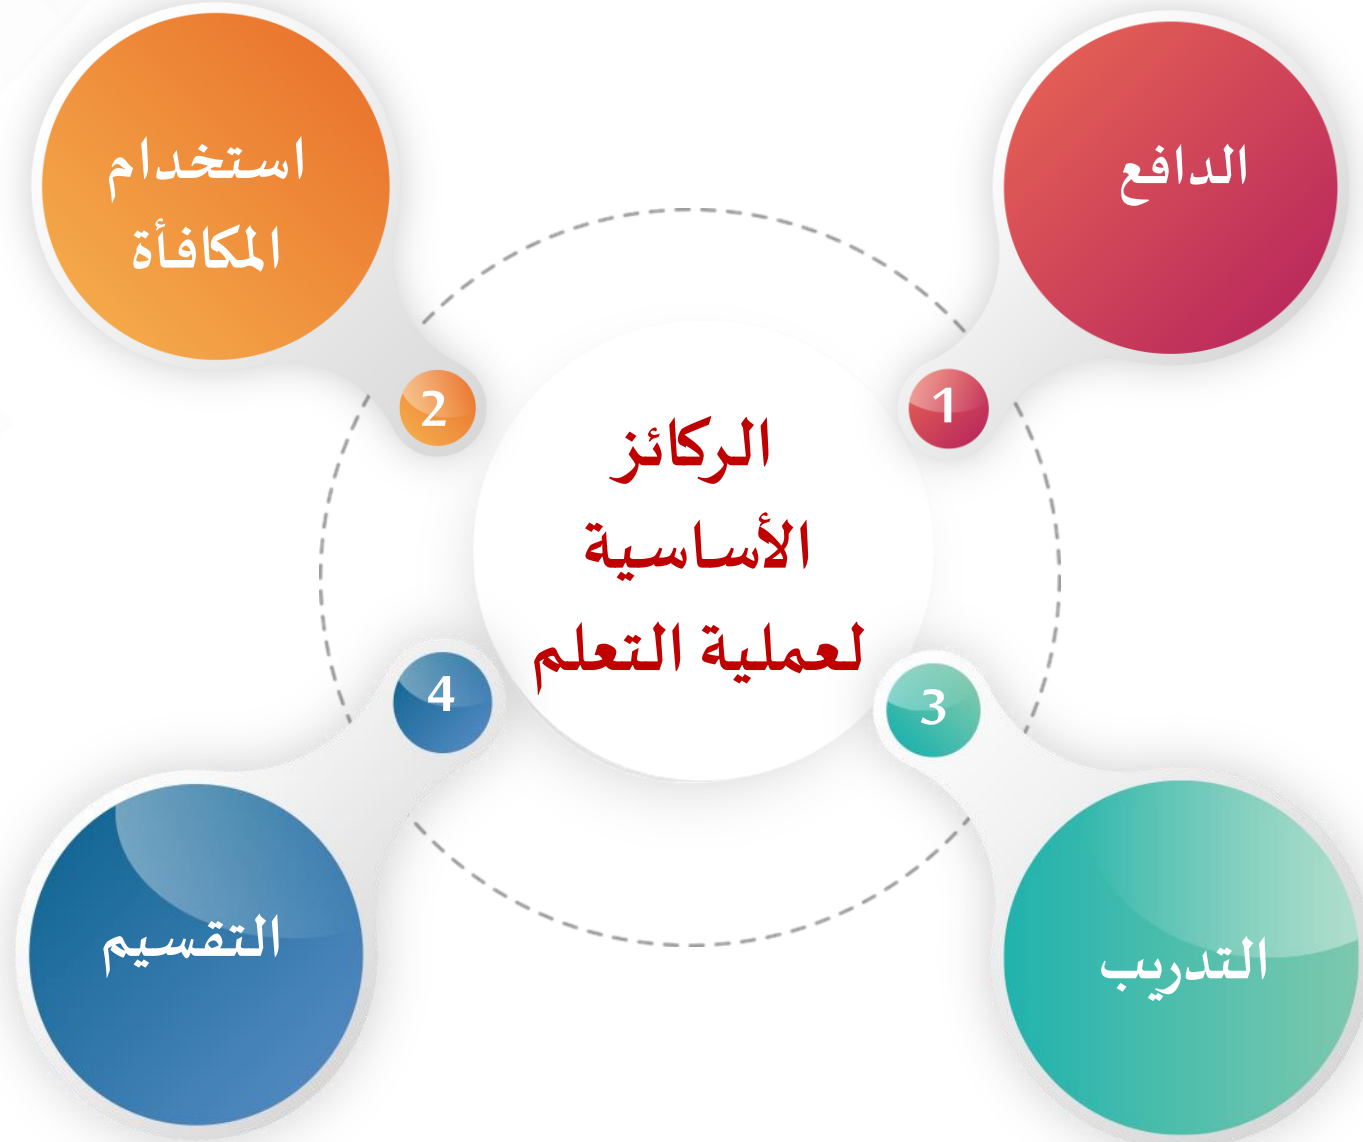 الدافع
1
استخدام
المكافأة
2
الركائز
الأساسية
لعملية التعلم
3
التدريب
4
التقسيم